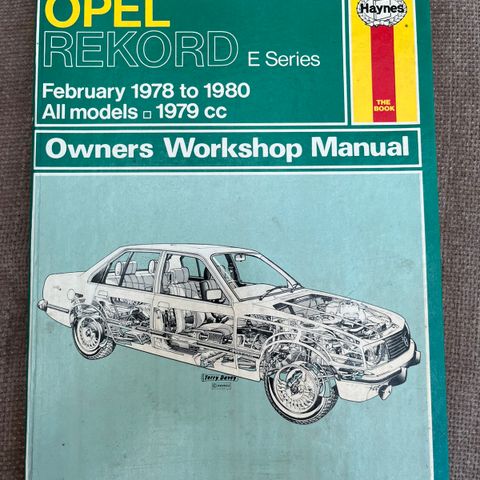 OPEL
REKORD E Series
February 1978 to 1980
All models □ 1979 cc
Haynes
THE
BOOK
Owners Workshop Manual
Terry Davey